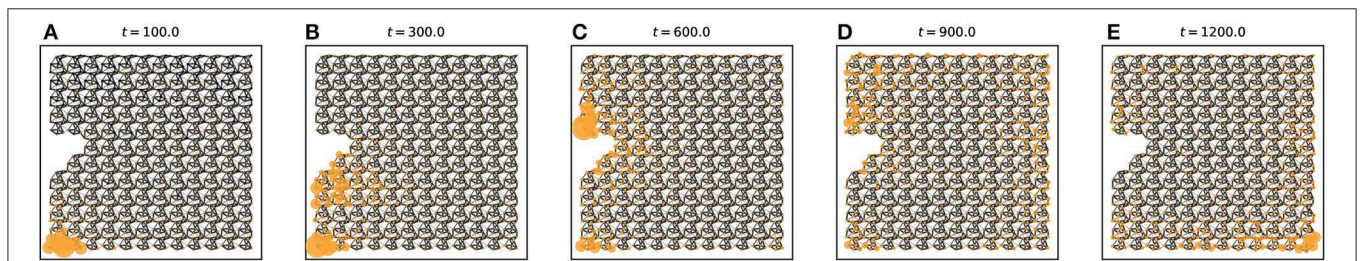 A t = 100.0
B t = 300.0
C t = 600.0
D t = 900.0
E t = 1200.0